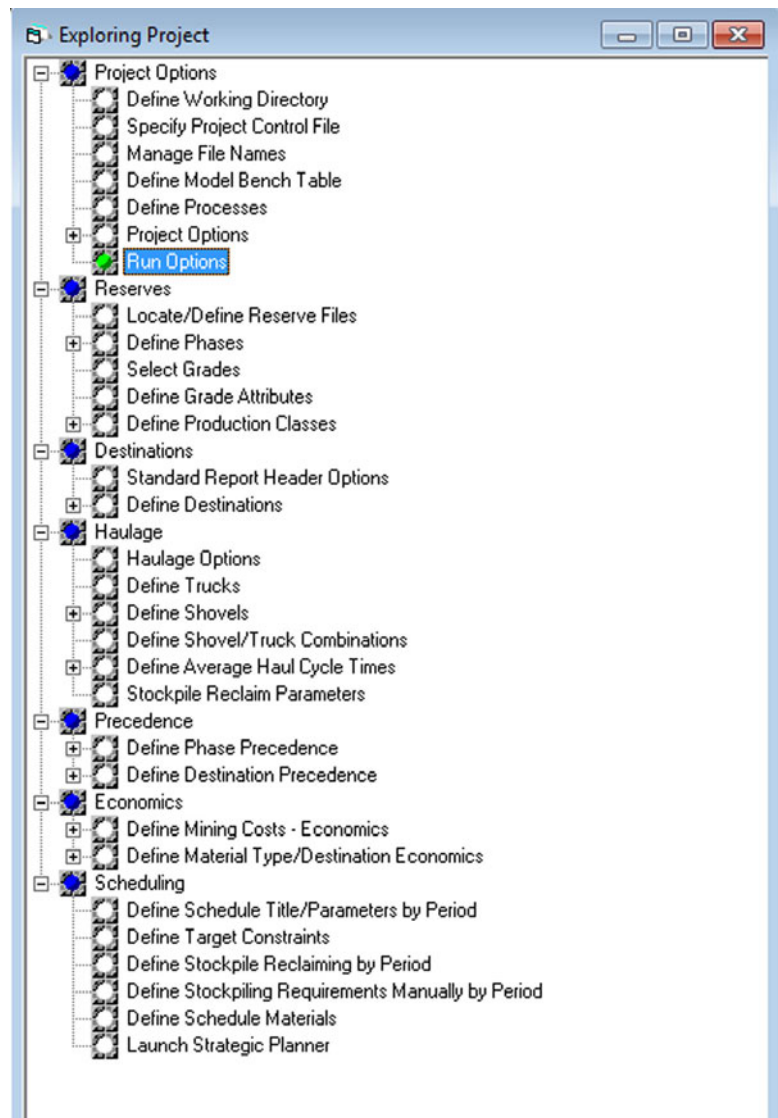 Exploring Project
Project Options
Define Working Directory
Specify Project Control File
Manage File Names
Define Model Bench Table
Define Processes
Project Options
Run Options
Reserves
Locate/Define Reserve Files
Define Phases
Select Grades
Define Grade Attributes
Define Production Classes
Destinations
Standard Report Header Options
Define Destinations
Haulage
Haulage Options
Define Trucks
Define Shovels
Define Shovel/Truck Combinations
Define Average Haul Cycle Times
Stockpile Reclaim Parameters
Precedence
Define Phase Precedence
Define Destination Precedence
Economics
Define Mining Costs - Economics
Define Material Type/Destination Economics
Scheduling
Define Schedule Title/Parameters by Period
Define Target Constraints
Define Stockpile Reclaiming by Period
Define Stockpiling Requirements Manually by Period
Define Schedule Materials
Launch Strategic Planner